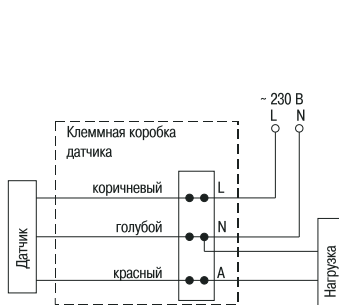 ~ 230 В
L N
Клеммная коробка
датчика
коричневый L
голубой N
красный A
Датчик
Нагрузка